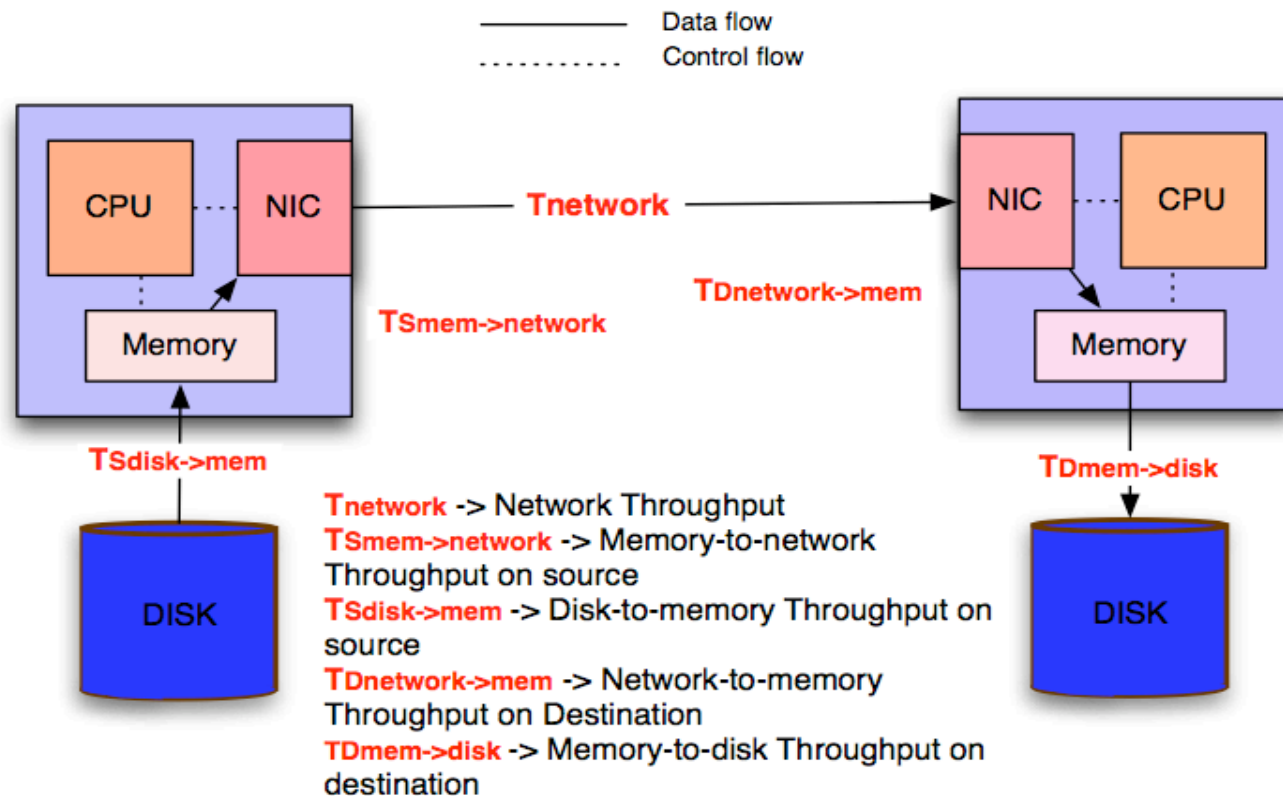 Data flow
Control flow
CPU
NIC
Tnetwork
NIC
CPU
TSmem->network
TDnetwork->mem
Memory
Memory
TSdisk->mem
TDmem->disk
DISK
DISK
Tnetwork -> Network Throughput
TSmem->network -> Memory-to-network
Throughput on source
TSdisk->mem -> Disk-to-memory Throughput on
source
TDnetwork->mem -> Network-to-memory
Throughput on Destination
TDmem->disk -> Memory-to-disk Throughput on
destination